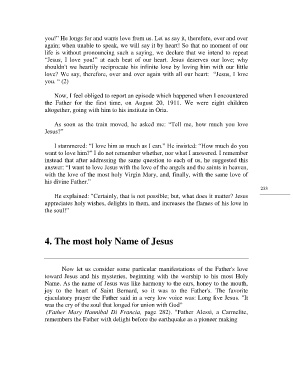 you?" He longs for and wants love from us. Let us say it, therefore, over and over
again, when unable to speak, we will say it by heart! So that no moment of our
life is without pronouncing such a saying, we declare that we intend to repeat
"Jesus, I love you!" at each beat of our heart. Jesus deserves our love; why
shouldn't we heartily reciprocate his infinite love by loving him with our little
love? We say, therefore, over and over again with all our heart: "Jesus, I love
you. " (2)
Now, I feel obliged to report an episode which happened when I encountered
the Father for the first time, on August 20, 1911. We were eight children
altogether, going with him to his institute in Oria.
As soon as the train moved, he asked me: "Tell me, how much you love
Jesus?"
I stammered: "I love him as much as I can." He insisted: "How much do you
want to love him?" I do not remember whether, nor what I answered. I remember
instead that after addressing the same question to each of us, he suggested this
answer: "I want to love Jesus with the love of the angels and the saints in heaven,
with the love of the most holy Virgin Mary, and, finally, with the same love of
his divine Father."
He explained: "Certainly, that is not possible; but, what does it matter? Jesus
appreciates holy wishes, delights in them, and increases the flames of his love in
the soul!"
235
4. The most holy Name of Jesus
Now let us consider some particular manifestations of the Father's love
toward Jesus and his mysteries, beginning with the worship to his most Holy
Name. As the name of Jesus was like harmony to the ears, honey to the mouth,
joy to the heart of Saint Bernard, so it was to the Father's. The favorite
ejaculatory prayer the Father said in a very low voice was: Long live Jesus. "It
was the cry of the soul that longed for union with God"
(Father Mary Hannibal Di Francia, page 282). "Father Alessi, a Carmelite,
remembers the Father with delight before the earthquake as a pioneer making